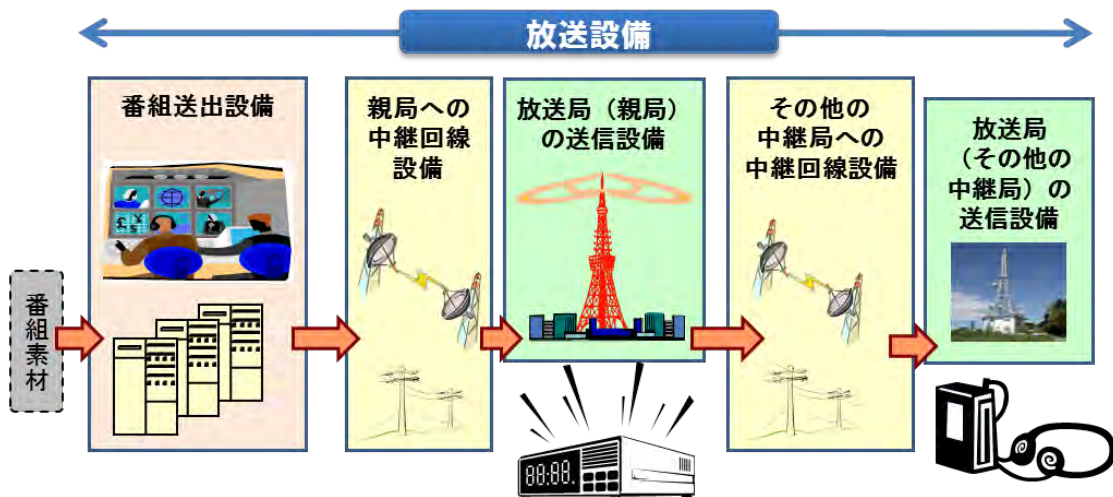 放送設備
番組送出設備
親局への
中継回線
設備
放送局（親局）
の送信設備
その他の
中継局への
中継回線設備
放送局
（その他の
中継局）の
送信設備
番組素材
88:88.